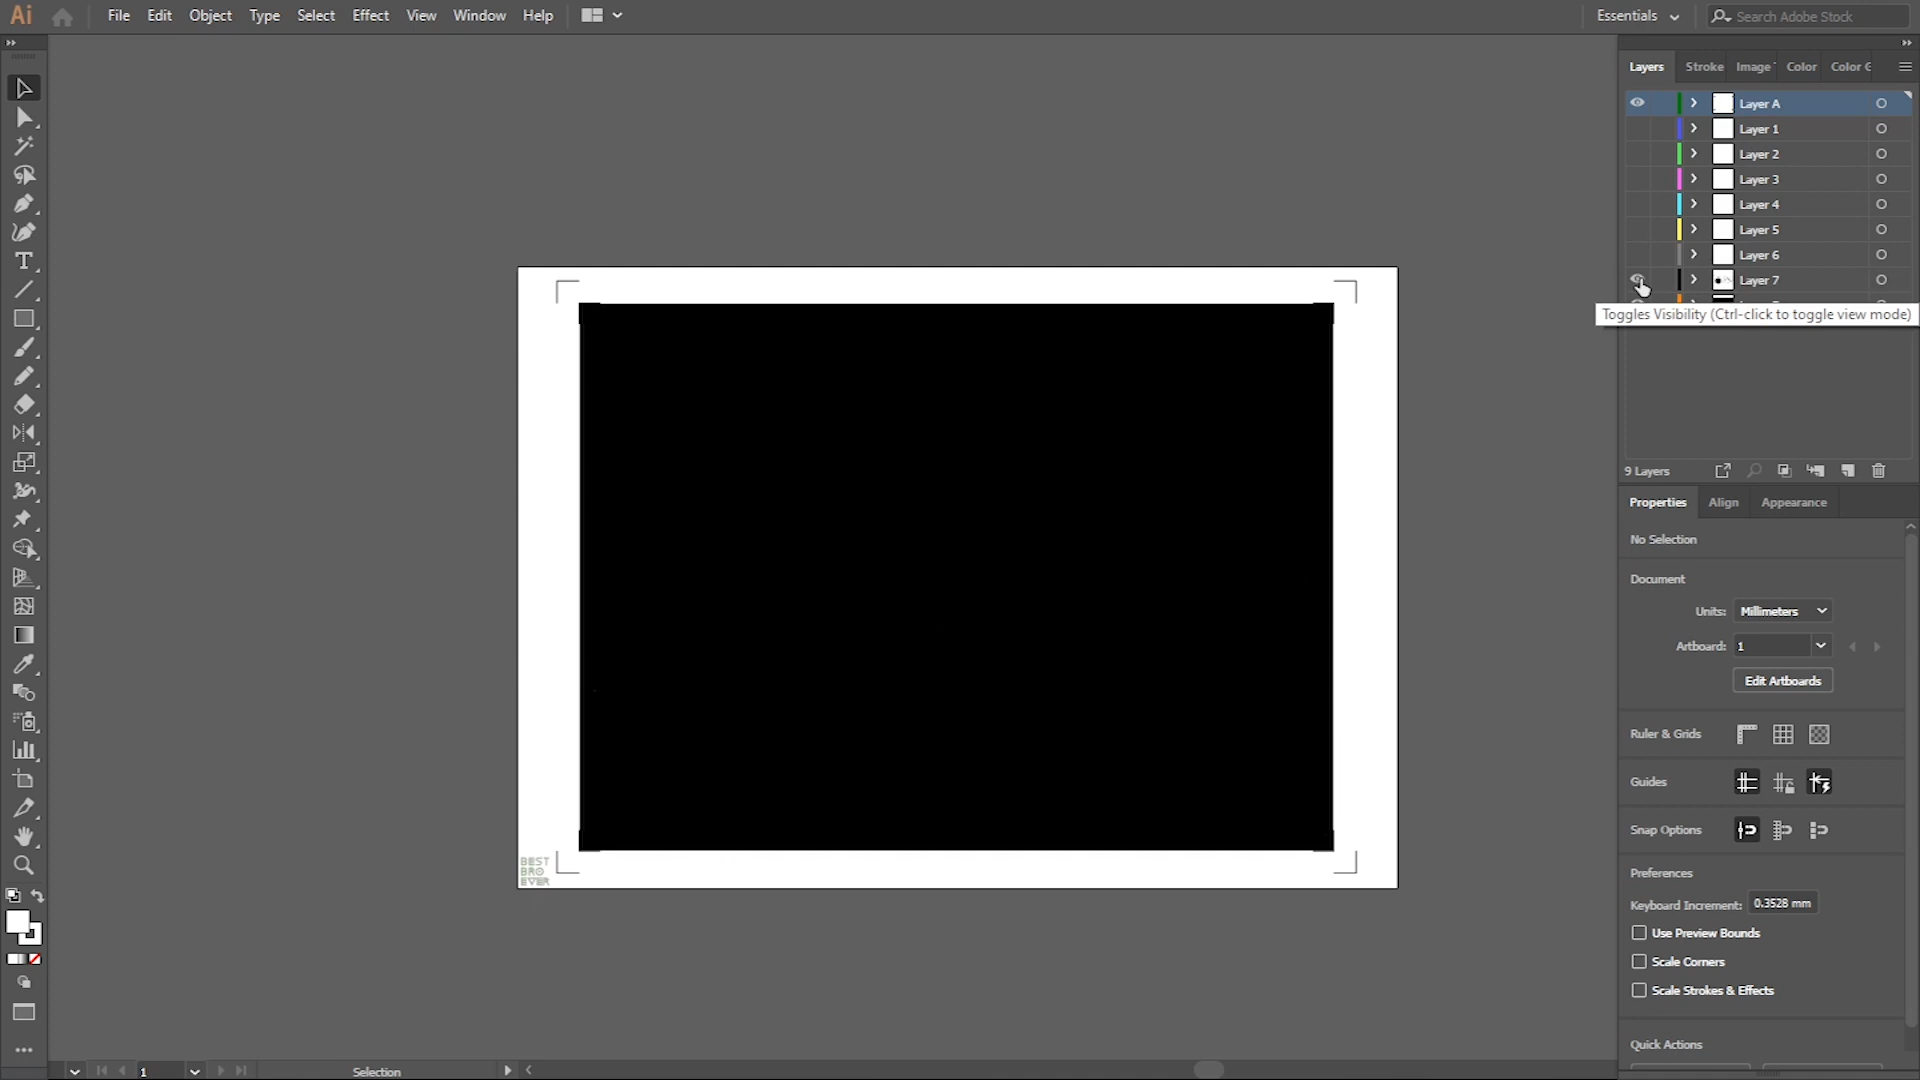 Ai File Edit Object Type Select Effect View Window Help
Essentials
Search Adobe Stock
Layers Stroke Image Color Color G
Layer A
Layer 1
Layer 2
Layer 3
Layer 4
Layer 5
Layer 6
Layer 7
Toggles Visibility (Ctrl-click to toggle view mode)
9 Layers
Properties Align Appearance
No Selection
Document
Units: Millimeters
Artboard: 1
Edit Artboards
Ruler & Grids
Guides
Snap Options
Preferences
Keyboard Increment: 0.3528 mm
Use Preview Bounds
Scale Corners
Scale Strokes & Effects
Quick Actions
BEST
BRO
EVER
1
Selection